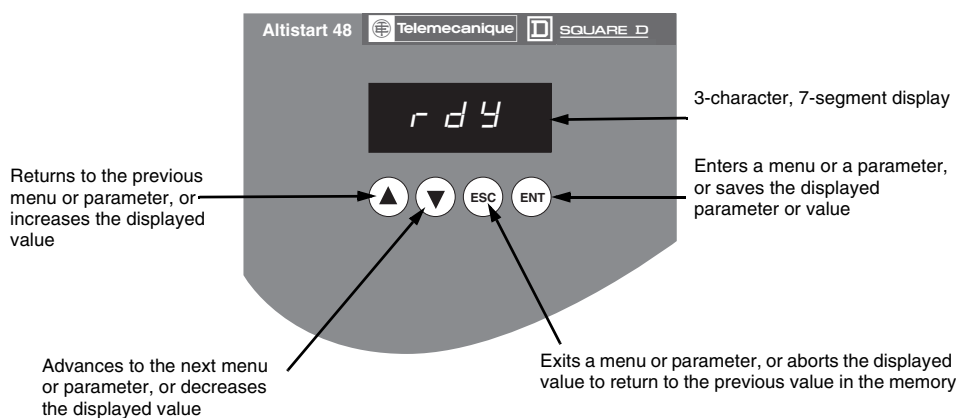 Altistart 48 Telemecanique SQUARE D
rdY
3-character, 7-segment display
Returns to the previous
menu or parameter, or
increases the displayed
value
Enters a menu or a parameter,
or saves the displayed
parameter or value
ESC ENT
Advances to the next menu
or parameter, or decreases
the displayed value
Exits a menu or parameter, or aborts the displayed
value to return to the previous value in the memory